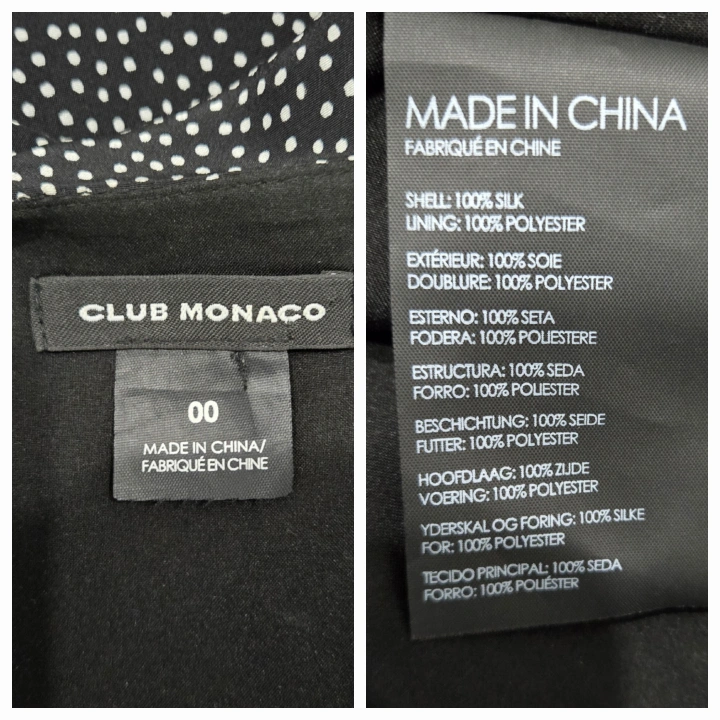 CLUB MONACO
00
MADE IN CHINA/
FABRIQUÉ EN CHINE
MADE IN CHINA
FABRIQUÉ EN CHINE
SHELL: 100% SILK
LINING: 100% POLYESTER
EXTÉRIEUR: 100% SOIE
DOUBLURE: 100% POLYESTER
ESTERNO: 100% SETA
FODERA: 100% POLIESTERE
ESTRUCTURA: 100% SEDA
FORRO: 100% POLIESTER
BESCHICHTUNG: 100% SEIDE
FUTTER: 100% POLYESTER
HOOFDLAAG: 100% ZIJDE
VOERING: 100% POLYESTER
YDERSKAL OG FORING: 100% SILKE
FOR: 100% POLYESTER
TECIDO PRINCIPAL: 100% SEDA
FORRO: 100% POLIÉSTER